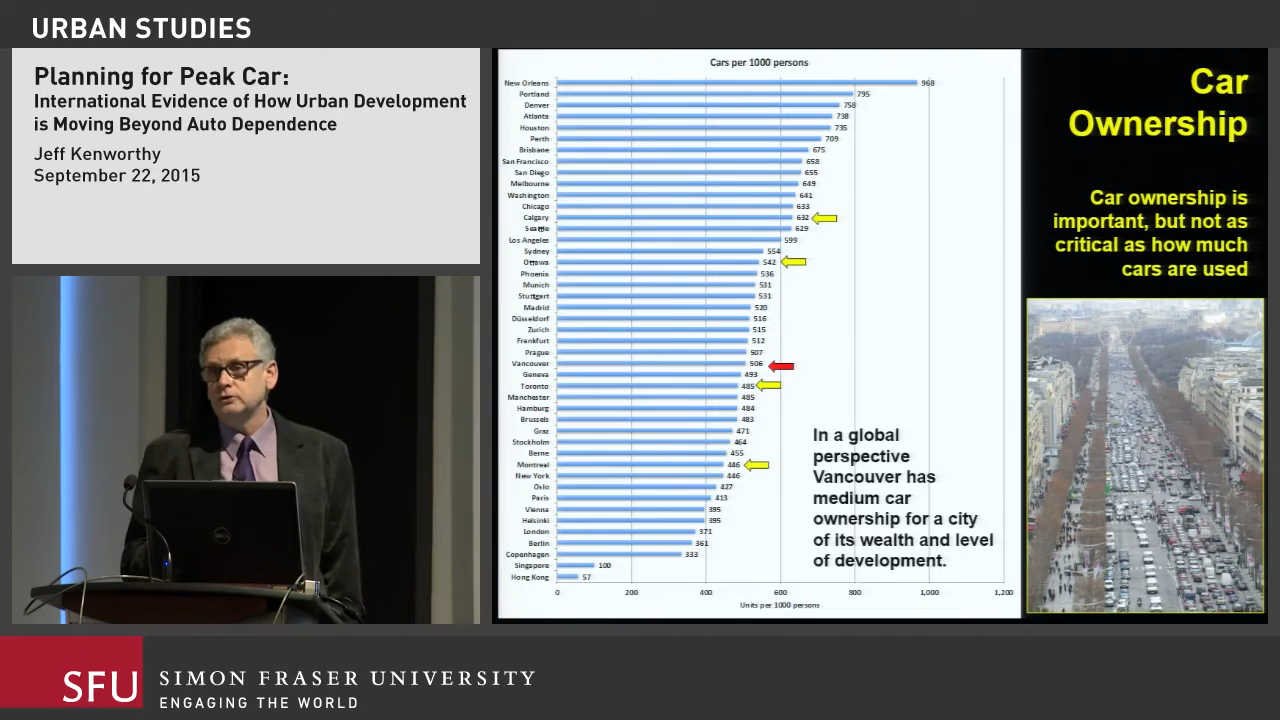 URBAN STUDIES
Planning for Peak Car:
International Evidence of How Urban Development
is Moving Beyond Auto Dependence
Jeff Kenworthy
September 22, 2015
Cars per 1000 persons
New Orleans 968
Portland 795
Denver 758
Atlanta 738
Houston 735
Perth 709
Brisbane 675
San Francisco 658
San Diego 655
Melbourne 649
Washington 641
Chicago 633
Calgary 632
Seattle 629
Los Angeles 599
Sydney 554
Ottawa 542
Phoenix 536
Munich 531
Stuttgart 531
Madrid 520
Düsseldorf 516
Zurich 515
Frankfurt 512
Prague 507
Vancouver 506
Geneva 493
Toronto 485
Manchester 485
Hamburg 484
Brussels 483
Graz 471
Stockholm 464
Berne 455
Montreal 446
New York 446
Oslo 427
Paris 413
Vienna 395
Helsinki 395
London 371
Berlin 361
Copenhagen 333
Singapore 100
Hong Kong 57
0 200 400 600 800 1,000 1,200
Units per 1000 persons
In a global
perspective
Vancouver has
medium car
ownership for a city
of its wealth and level
of development.
Car
Ownership
Car ownership is
important, but not as
critical as how much
cars are used
DELL
SFU
SIMON FRASER UNIVERSITY
ENGAGING THE WORLD